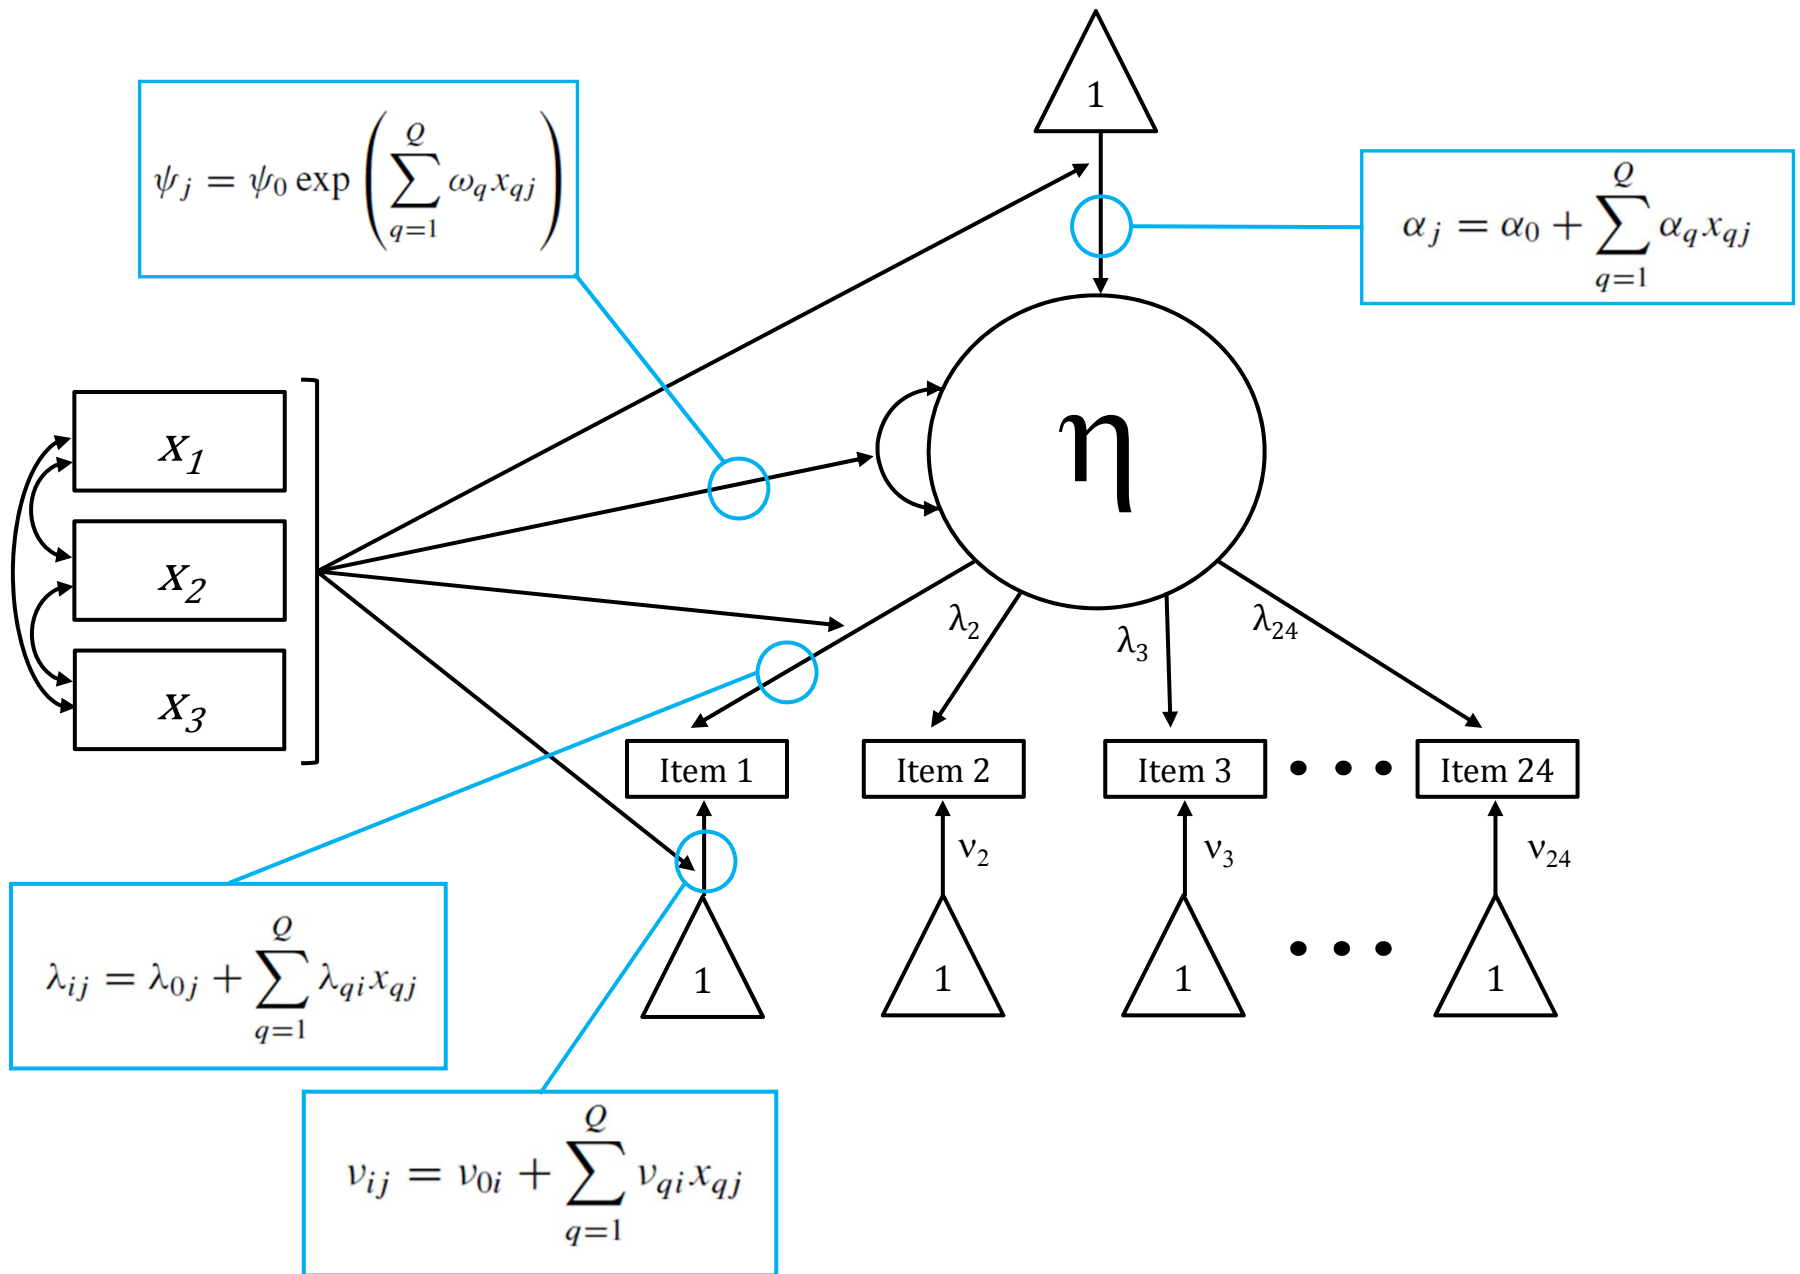 1
ψ_j = ψ_0 exp ( ∑_{q=1}^{Q} ω_q x_{qj} )
α_j = α_0 + ∑_{q=1}^{Q} α_q x_{qj}
x_1
η
x_2
x_3
λ_2
λ_3
λ_24
Item 1
Item 2
Item 3
• • •
Item 24
ν_2
ν_3
ν_24
λ_{ij} = λ_{0j} + ∑_{q=1}^{Q} λ_{qi} x_{qj}
1
1
1
• • •
1
ν_{ij} = ν_{0i} + ∑_{q=1}^{Q} ν_{qi} x_{qj}